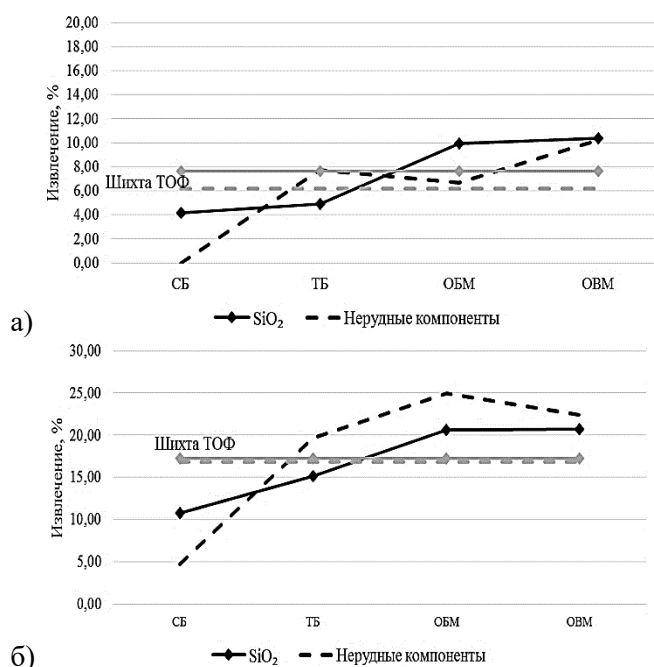 20,00
18,00
16,00
14,00
12,00
10,00
8,00
6,00
4,00
2,00
0,00
Извлечение, %
Шихта ТОФ
СБ ТБ ОБМ ОВМ
а)
SiO₂ Нерудные компоненты
30,00
25,00
20,00
15,00
10,00
5,00
0,00
Извлечение, %
Шихта ТОФ
СБ ТБ ОБМ ОВМ
б)
SiO₂ Нерудные компоненты